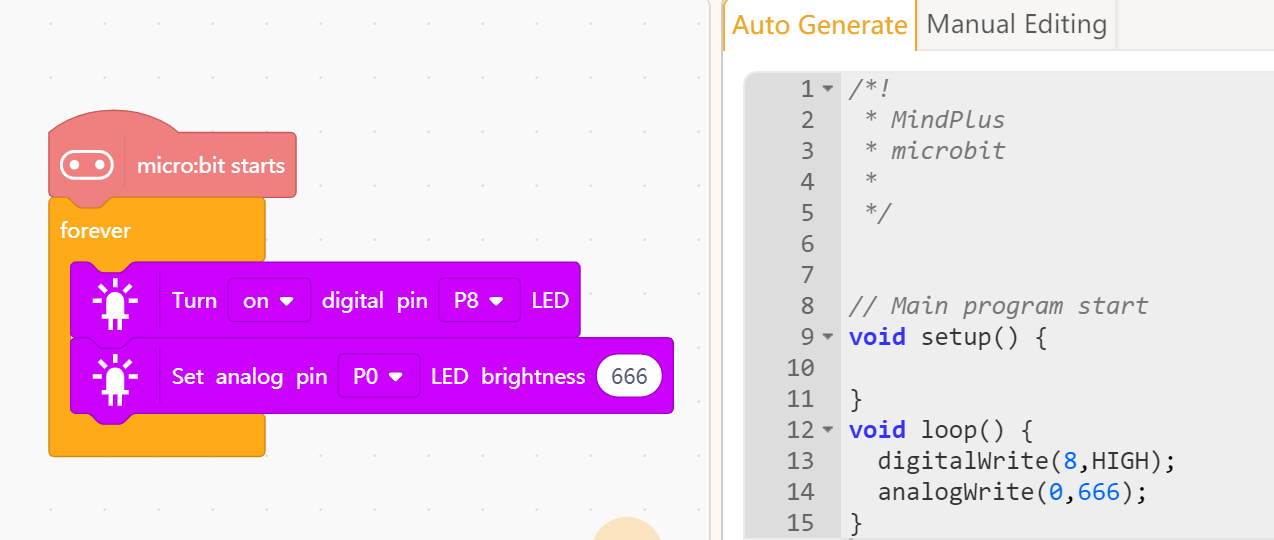 micro:bit starts
forever
Turn on digital pin P8 LED
Set analog pin P0 LED brightness 666
Auto Generate Manual Editing
1 /*!
2  * MindPlus
3  * microbit
4  *
5  */
6
7
8 // Main program start
9 void setup() {
10
11 }
12 void loop() {
13   digitalWrite(8,HIGH);
14   analogWrite(0,666);
15 }